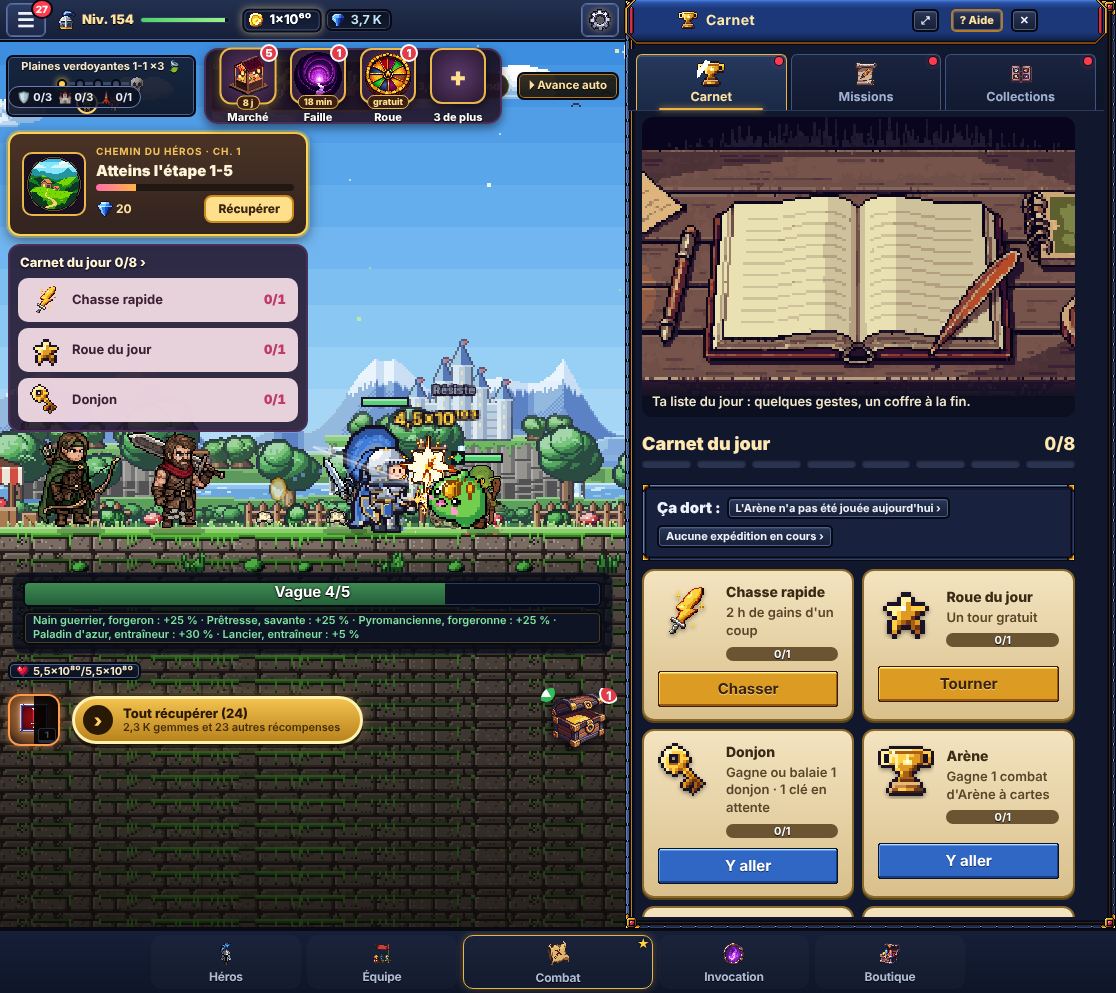 27
Niv. 154
1×10⁶⁰
3,7 K
Plaines verdoyantes 1-1 ×3
0/3 0/3 0/1
5
8 j
Marché
1
18 min
Faille
1
gratuit
Roue
+
3 de plus
Avance auto
CHEMIN DU HÉROS · CH. 1
Atteins l'étape 1-5
20
Récupérer
Carnet du jour 0/8 ›
Chasse rapide 0/1
Roue du jour 0/1
Donjon 0/1
Résiste
Vague 4/5
Nain guerrier, forgeron : +25 % · Prêtresse, savante : +25 % · Pyromancienne, forgeronne : +25 % ·
Paladin d'azur, entraîneur : +30 % · Lancier, entraîneur : +5 %
5,5×10⁸⁰/5,5×10⁸⁰
1
Tout récupérer (24)
2,3 K gemmes et 23 autres récompenses
1
Carnet
? Aide
Carnet
Missions
Collections
Ta liste du jour : quelques gestes, un coffre à la fin.
Carnet du jour 0/8
Ça dort : L'Arène n'a pas été jouée aujourd'hui ›
Aucune expédition en cours ›
Chasse rapide
2 h de gains d'un
coup
0/1
Chasser
Roue du jour
Un tour gratuit
0/1
Tourner
Donjon
Gagne ou balaie 1
donjon · 1 clé en
attente
0/1
Y aller
Arène
Gagne 1 combat
d'Arène à cartes
0/1
Y aller
Héros
Équipe
Combat
Invocation
Boutique